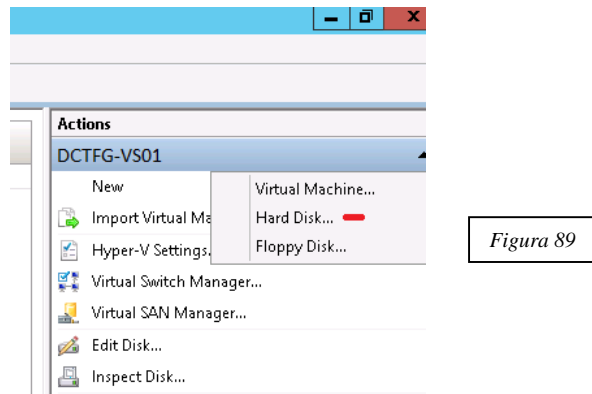 Actions
DCTFG-VS01
New
Virtual Machine...
Import Virtual Ma
Hard Disk...
Hyper-V Settings.
Floppy Disk...
Virtual Switch Manager...
Virtual SAN Manager...
Edit Disk...
Inspect Disk...
Figura 89